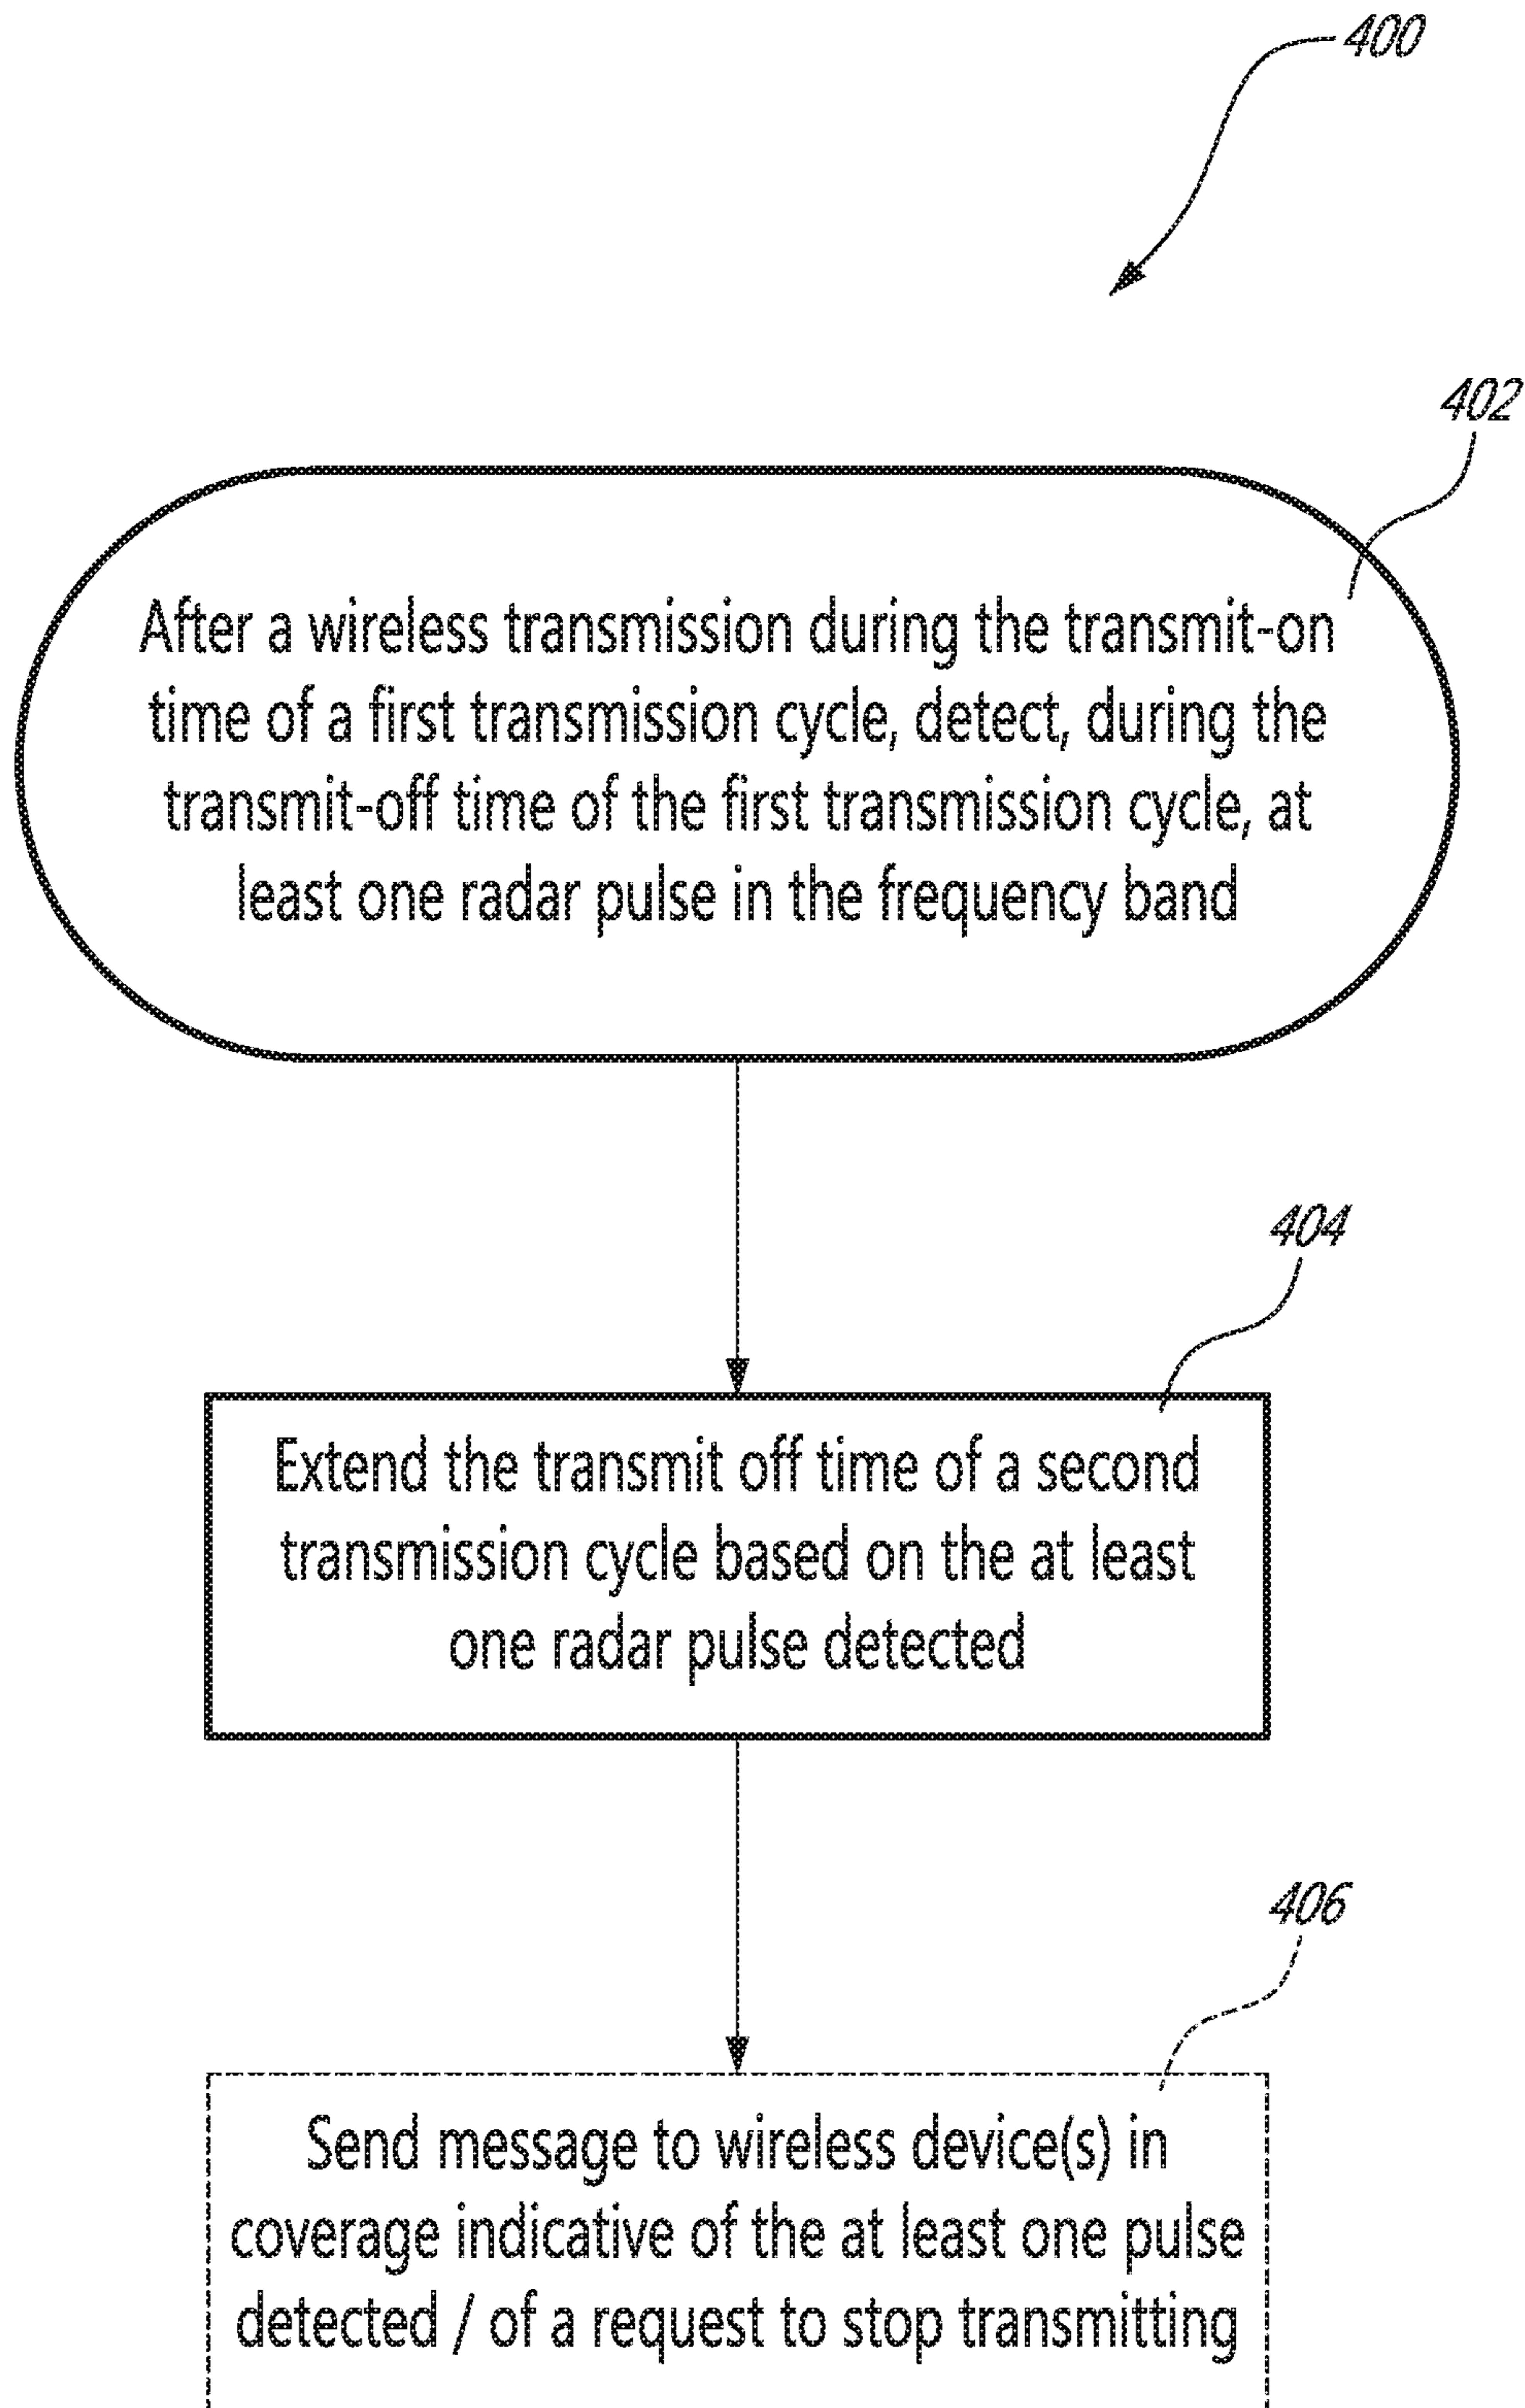 400
402
After a wireless transmission during the transmit-on
time of a first transmission cycle, detect, during the
transmit-off time of the first transmission cycle, at
least one radar pulse in the frequency band
404
Extend the transmit off time of a second
transmission cycle based on the at least
one radar pulse detected
406
Send message to wireless device(s) in
coverage indicative of the at least one pulse
detected / of a request to stop transmitting